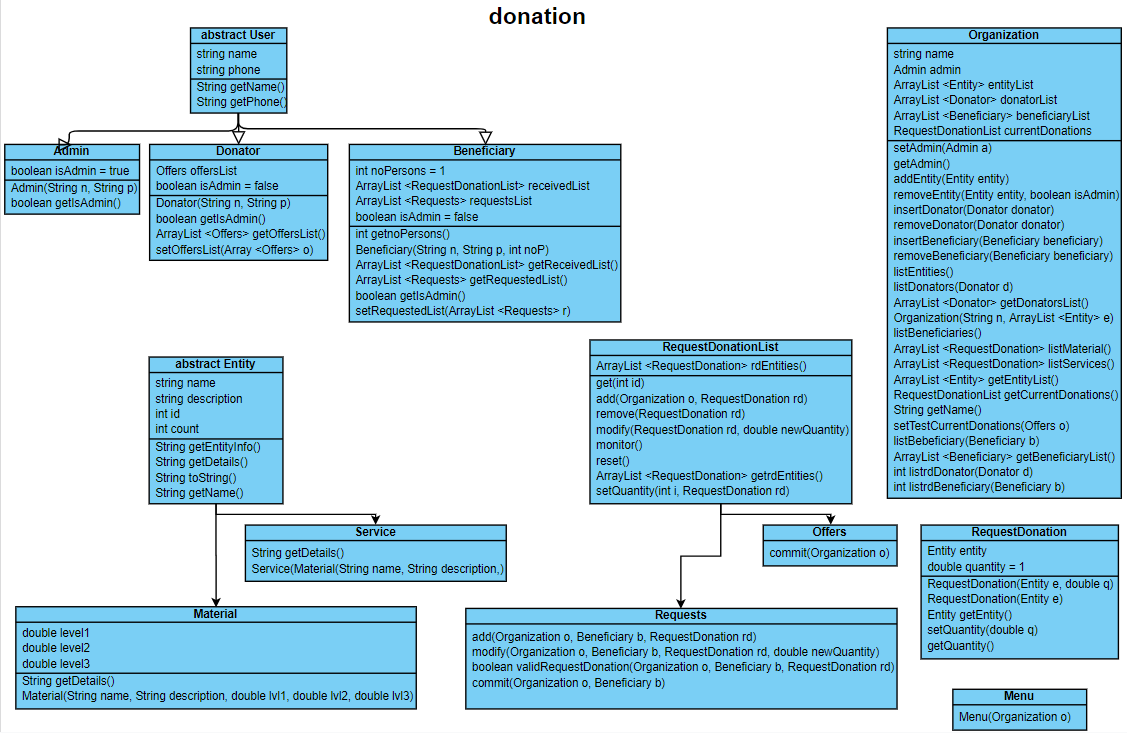 donation
abstract User
string name
string phone
String getName()
String getPhone()
Admin
boolean isAdmin = true
Admin(String n, String p)
boolean getIsAdmin()
Donator
Offers offersList
boolean isAdmin = false
Donator(String n, String p)
boolean getIsAdmin()
ArrayList <Offers> getOffersList()
setOffersList(Array <Offers> o)
Beneficiary
int noPersons = 1
ArrayList <RequestDonationList> receivedList
ArrayList <Requests> requestsList
boolean isAdmin = false
int getnoPersons()
Beneficiary(String n, String p, int noP)
ArrayList <RequestDonationList> getReceivedList()
ArrayList <Requests> getRequestedList()
boolean getIsAdmin()
setRequestedList(ArrayList <Requests> r)
Organization
string name
Admin admin
ArrayList <Entity> entityList
ArrayList <Donator> donatorList
ArrayList <Beneficiary> beneficiaryList
RequestDonationList currentDonations
setAdmin(Admin a)
getAdmin()
addEntity(Entity entity)
removeEntity(Entity entity, boolean isAdmin)
insertDonator(Donator donator)
removeDonator(Donator donator)
insertBeneficiary(Beneficiary beneficiary)
removeBeneficiary(Beneficiary beneficiary)
listEntities()
listDonators(Donator d)
ArrayList <Donator> getDonatorsList()
Organization(String n, ArrayList <Entity> e)
listBeneficiaries()
ArrayList <RequestDonation> listMaterial()
ArrayList <RequestDonation> listServices()
ArrayList <Entity> getEntityList()
RequestDonationList getCurrentDonations()
String getName()
setTestCurrentDonations(Offers o)
listBebeficiary(Beneficiary b)
ArrayList <Beneficiary> getBeneficiaryList()
int listrdDonator(Donator d)
int listrdBeneficiary(Beneficiary b)
abstract Entity
string name
string description
int id
int count
String getEntityInfo()
String getDetails()
String toString()
String getName()
RequestDonationList
ArrayList <RequestDonation> rdEntities()
get(int id)
add(Organization o, RequestDonation rd)
remove(RequestDonation rd)
modify(RequestDonation rd, double newQuantity)
monitor()
reset()
ArrayList <RequestDonation> getrdEntities()
setQuantity(int i, RequestDonation rd)
Service
String getDetails()
Service(Material(String name, String description,)
Offers
commit(Organization o)
RequestDonation
Entity entity
double quantity = 1
RequestDonation(Entity e, double q)
RequestDonation(Entity e)
Entity getEntity()
setQuantity(double q)
getQuantity()
Material
double level1
double level2
double level3
String getDetails()
Material(String name, String description, double lvl1, double lvl2, double lvl3)
Requests
add(Organization o, Beneficiary b, RequestDonation rd)
modify(Organization o, Beneficiary b, RequestDonation rd, double newQuantity)
boolean validRequestDonation(Organization o, Beneficiary b, RequestDonation rd)
commit(Organization o, Beneficiary b)
Menu
Menu(Organization o)